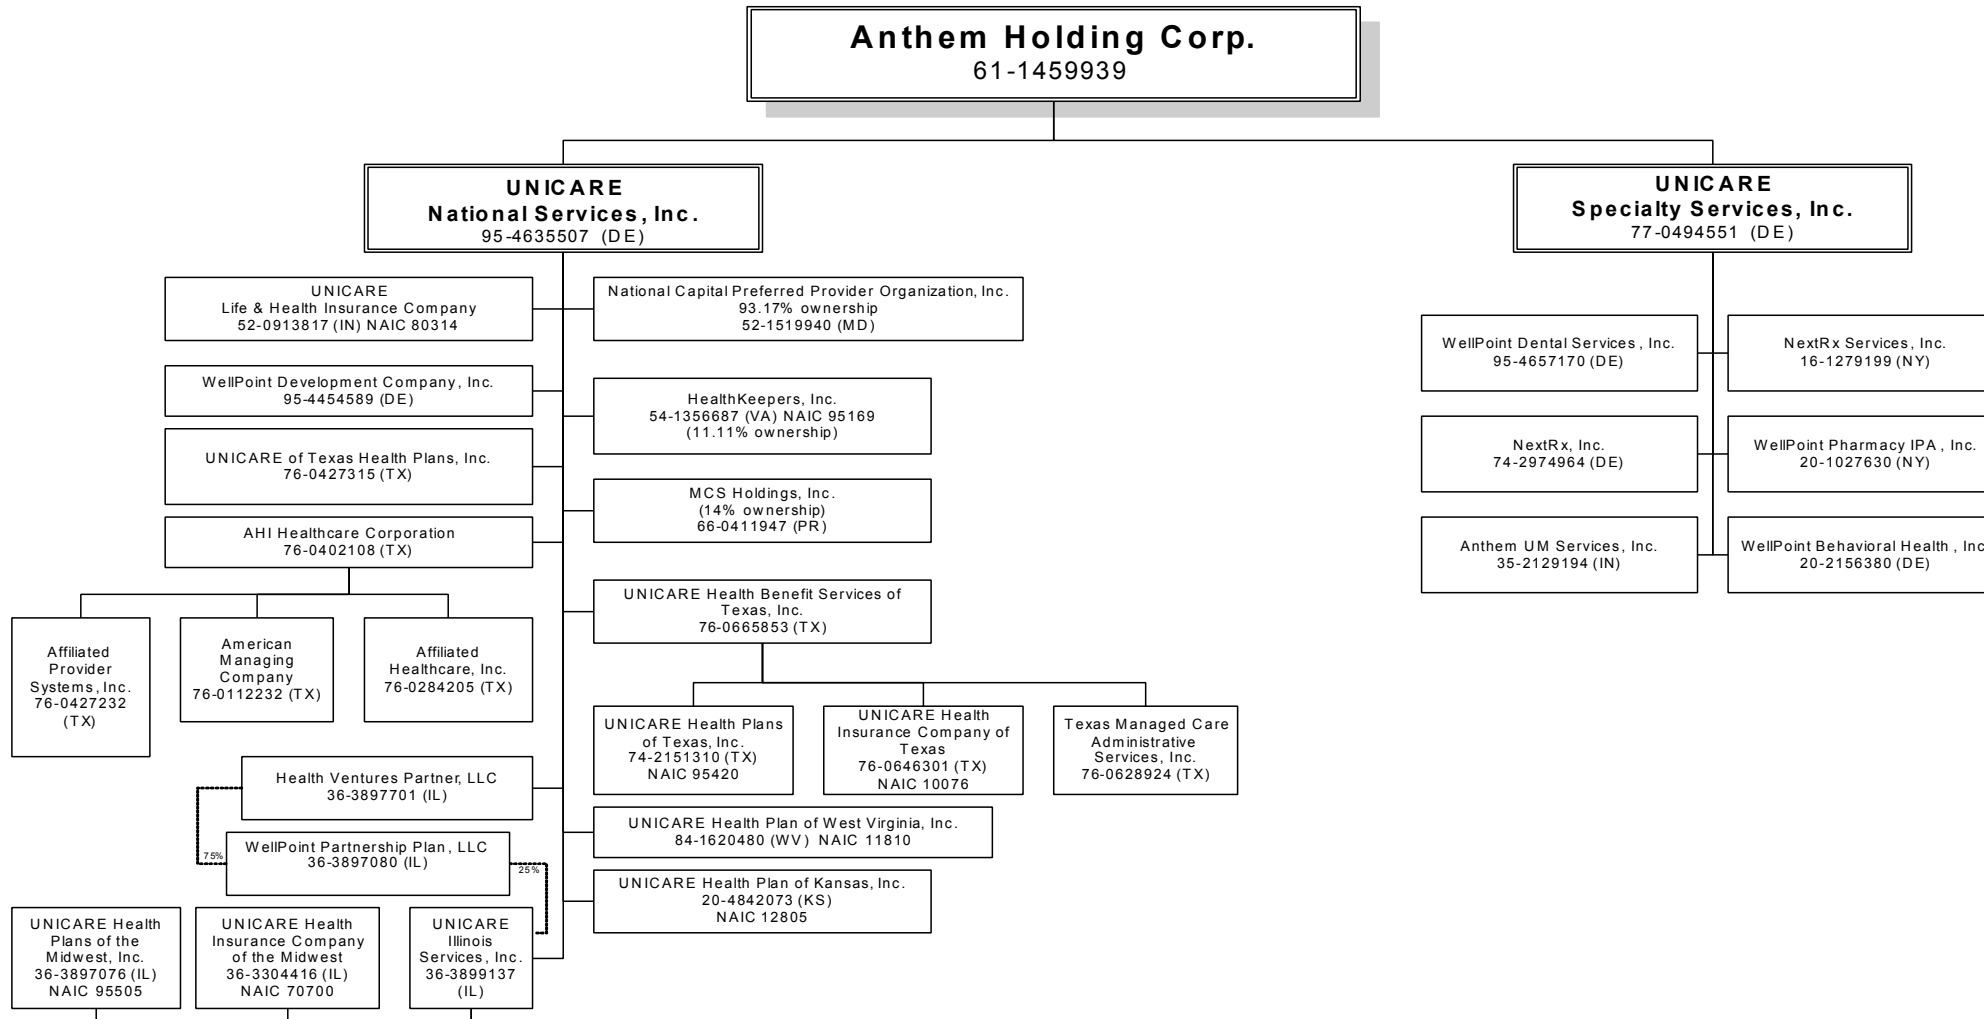 Anthem Holding Corp.
61-1459939
UNICARE
National Services, Inc.
95-4635507 (DE)
UNICARE
Specialty Services, Inc.
77-0494551 (DE)
UNICARE
Life & Health Insurance Company
52-0913817 (IN) NAIC 80314
National Capital Preferred Provider Organization, Inc.
93.17% ownership
52-1519940 (MD)
WellPoint Development Company, Inc.
95-4454589 (DE)
HealthKeepers, Inc.
54-1356687 (VA) NAIC 95169
(11.11% ownership)
UNICARE of Texas Health Plans, Inc.
76-0427315 (TX)
MCS Holdings, Inc.
(14% ownership)
66-0411947 (PR)
AHI Healthcare Corporation
76-0402108 (TX)
UNICARE Health Benefit Services of
Texas, Inc.
76-0665853 (TX)
Affiliated
Provider
Systems, Inc.
76-0427232
(TX)
American
Managing
Company
76-0112232 (TX)
Affiliated
Healthcare, Inc.
76-0284205 (TX)
UNICARE Health Plans
of Texas, Inc.
74-2151310 (TX)
NAIC 95420
UNICARE Health
Insurance Company of
Texas
76-0646301 (TX)
NAIC 10076
Texas Managed Care
Administrative
Services, Inc.
76-0628924 (TX)
Health Ventures Partner, LLC
36-3897701 (IL)
75%
WellPoint Partnership Plan, LLC
36-3897080 (IL)
25%
UNICARE Health Plan of West Virginia, Inc.
84-1620480 (WV) NAIC 11810
UNICARE Health Plan of Kansas, Inc.
20-4842073 (KS)
NAIC 12805
UNICARE Health
Plans of the
Midwest, Inc.
36-3897076 (IL)
NAIC 95505
UNICARE Health
Insurance Company
of the Midwest
36-3304416 (IL)
NAIC 70700
UNICARE
Illinois
Services, Inc.
36-3899137
(IL)
WellPoint Dental Services, Inc.
95-4657170 (DE)
NextRx Services, Inc.
16-1279199 (NY)
NextRx, Inc.
74-2974964 (DE)
WellPoint Pharmacy IPA, Inc.
20-1027630 (NY)
Anthem UM Services, Inc.
35-2129194 (IN)
WellPoint Behavioral Health, Inc
20-2156380 (DE)